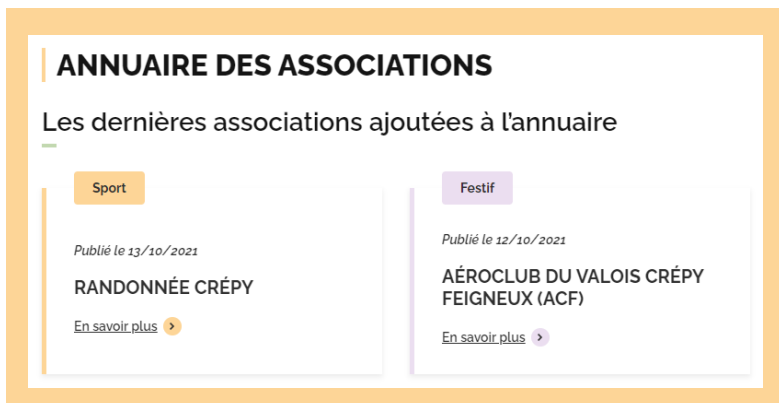 ANNUAIRE DES ASSOCIATIONS
Les dernières associations ajoutées à l'annuaire
Sport
Publié le 13/10/2021
RANDONNÉE CRÉPY
En savoir plus
Festif
Publié le 12/10/2021
AÉROCLUB DU VALOIS CRÉPY
FEIGNEUX (ACF)
En savoir plus